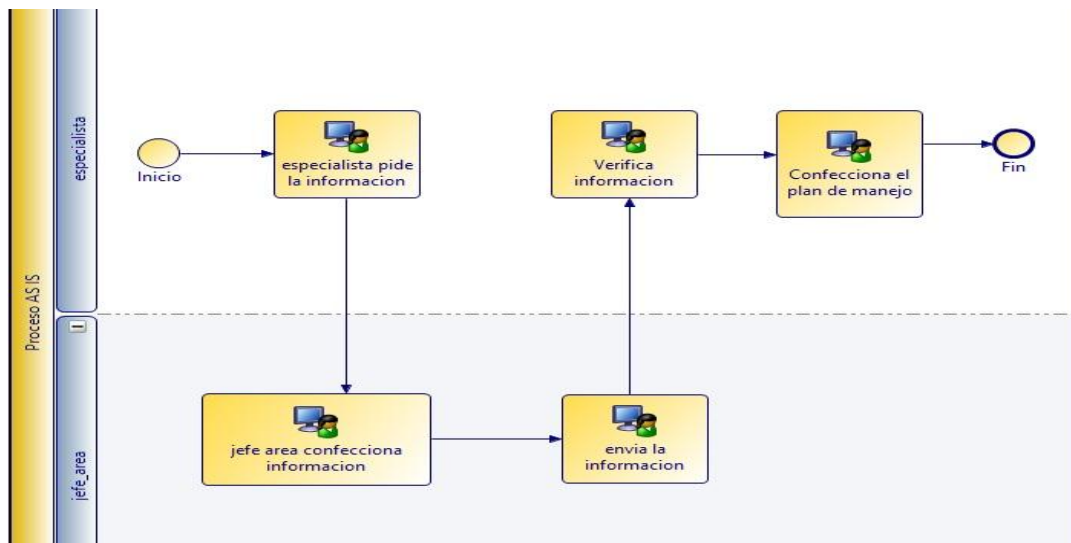 Proceso AS IS
especialista
Inicio
especialista pide
la informacion
Verifica
informacion
Confecciona el
plan de manejo
Fin
jefe_area
jefe area confecciona
informacion
envia la
informacion